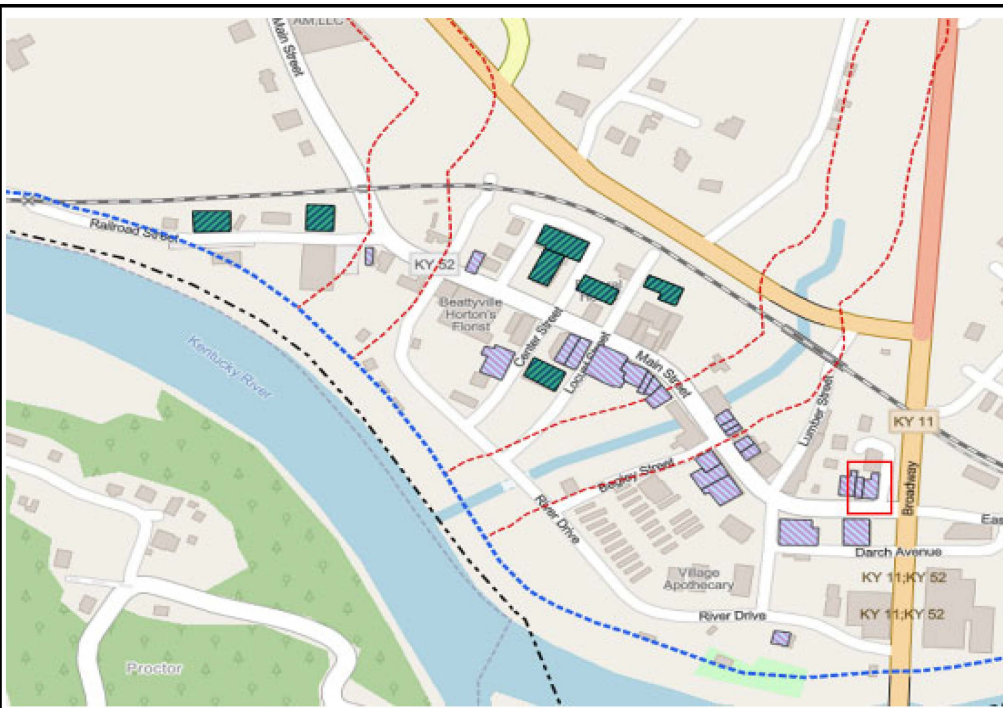 AM,LLC
Main Street
Railroad Street
KY 52
Beattyville
Horton's
Florist
Center Street
Locust Street
Main Street
Kentucky River
Lumber Street
KY 11
Begley Street
Broadway
River Drive
Darch Avenue
Village
Apothecary
KY 11;KY 52
KY 11;KY 52
River Drive
Proctor